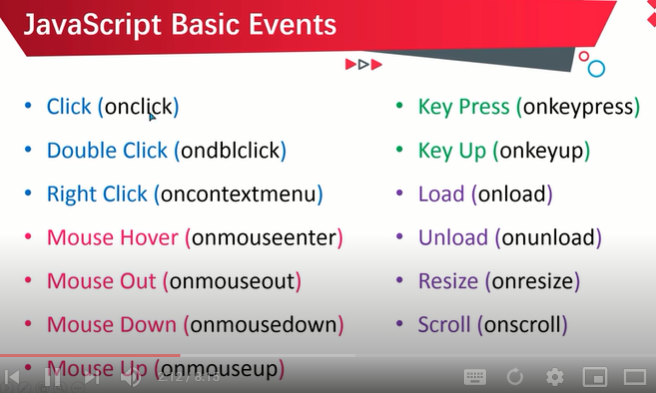 JavaScript Basic Events
• Click (onclick)
• Double Click (ondblclick)
• Right Click (oncontextmenu)
• Mouse Hover (onmouseenter)
• Mouse Out (onmouseout)
• Mouse Down (onmousedown)
• Mouse Up (onmouseup)
• Key Press (onkeypress)
• Key Up (onkeyup)
• Load (onload)
• Unload (onunload)
• Resize (onresize)
• Scroll (onscroll)
2:12 / 8:13